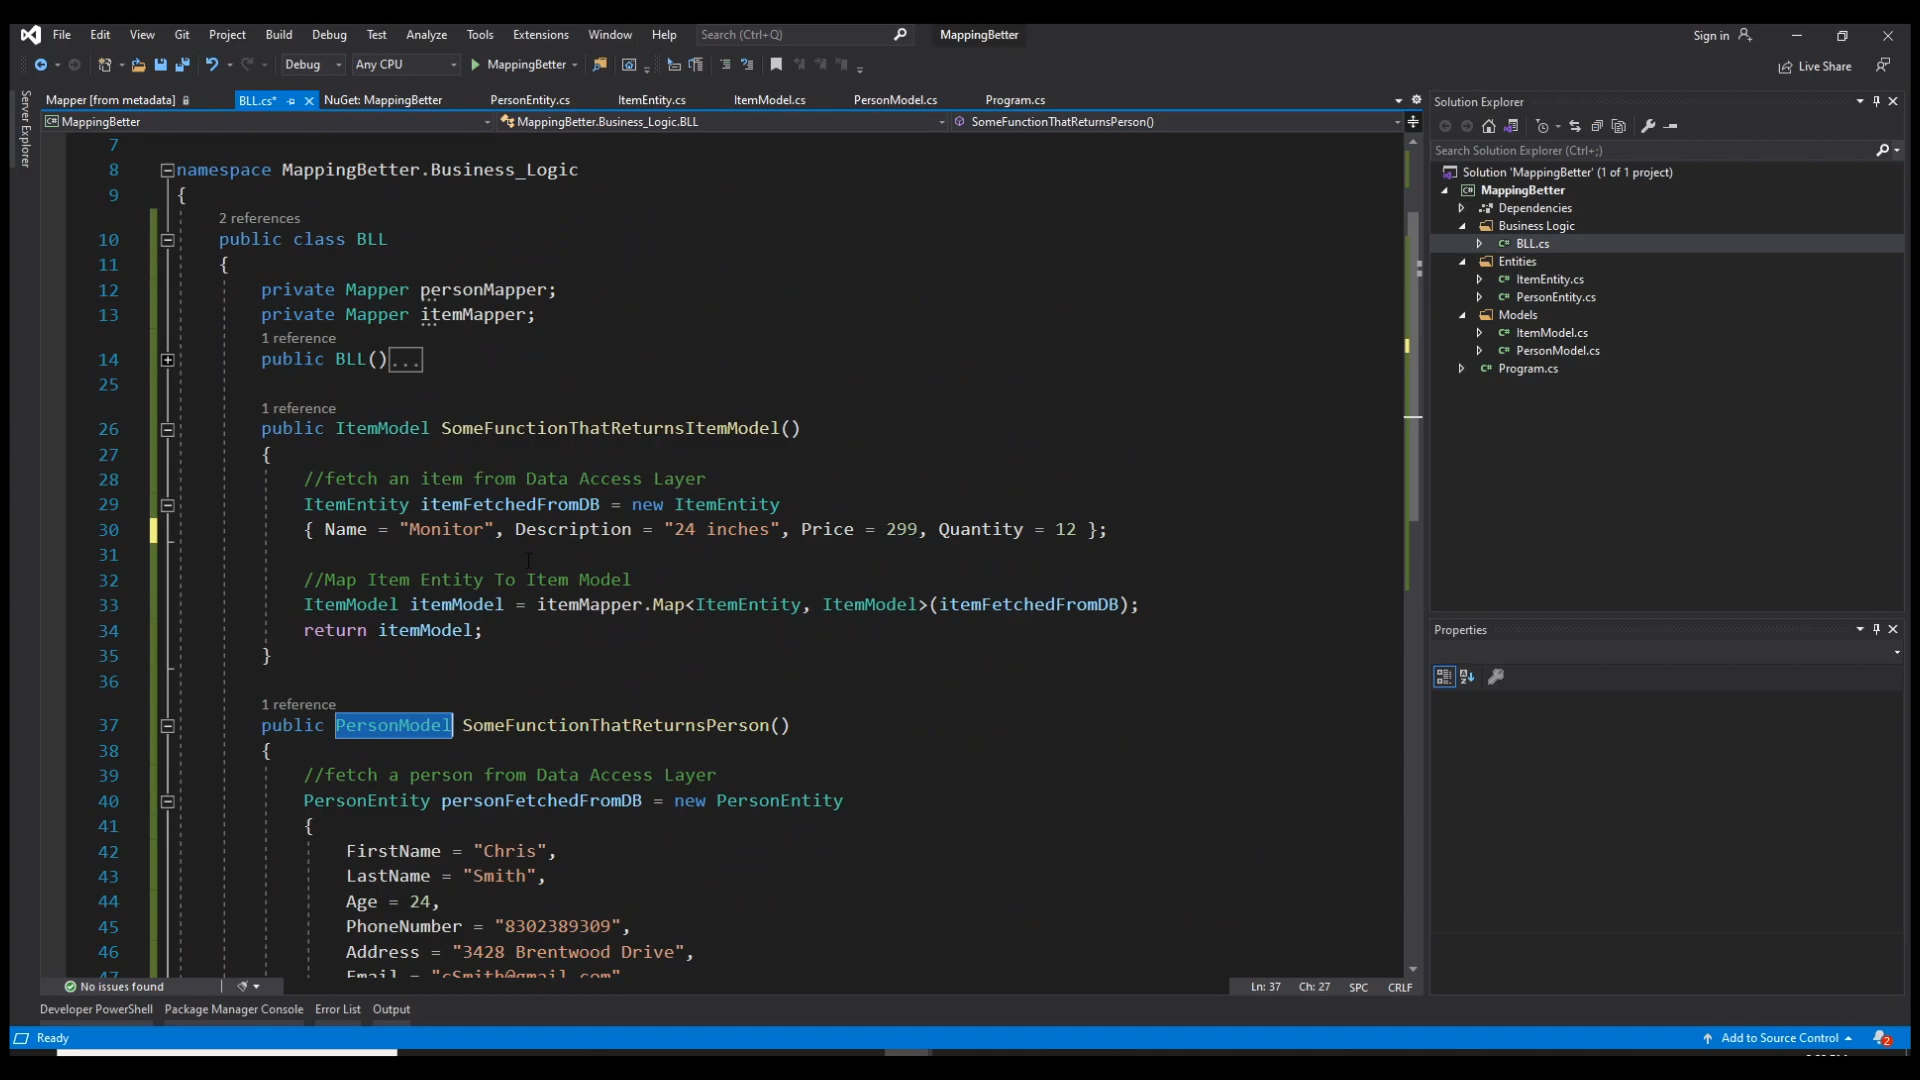 File Edit View Git Project Build Debug Test Analyze Tools Extensions Window Help Search (Ctrl+Q) MappingBetter Sign in
Debug Any CPU MappingBetter Live Share
Server Explorer
Mapper [from metadata] BLL.cs* NuGet: MappingBetter PersonEntity.cs ItemEntity.cs ItemModel.cs PersonModel.cs Program.cs
MappingBetter MappingBetter.Business_Logic.BLL SomeFunctionThatReturnsPerson()
7
8 namespace MappingBetter.Business_Logic
9 {
2 references
10 public class BLL
11 {
12 private Mapper personMapper;
13 private Mapper itemMapper;
1 reference
14 public BLL()...
25
1 reference
26 public ItemModel SomeFunctionThatReturnsItemModel()
27 {
28 //fetch an item from Data Access Layer
29 ItemEntity itemFetchedFromDB = new ItemEntity
30 { Name = "Monitor", Description = "24 inches", Price = 299, Quantity = 12 };
31
32 //Map Item Entity To Item Model
33 ItemModel itemModel = itemMapper.Map<ItemEntity, ItemModel>(itemFetchedFromDB);
34 return itemModel;
35 }
36
1 reference
37 public PersonModel SomeFunctionThatReturnsPerson()
38 {
39 //fetch a person from Data Access Layer
40 PersonEntity personFetchedFromDB = new PersonEntity
41 {
42 FirstName = "Chris",
43 LastName = "Smith",
44 Age = 24,
45 PhoneNumber = "8302389309",
46 Address = "3428 Brentwood Drive",
47 Email = "cSmith@gmail.com"
No issues found Ln: 37 Ch: 27 SPC CRLF
Developer PowerShell Package Manager Console Error List Output
Ready Add to Source Control 2
Solution Explorer
Search Solution Explorer (Ctrl+;)
Solution 'MappingBetter' (1 of 1 project)
C# MappingBetter
Dependencies
Business Logic
C# BLL.cs
Entities
C# ItemEntity.cs
C# PersonEntity.cs
Models
C# ItemModel.cs
C# PersonModel.cs
C# Program.cs
Properties